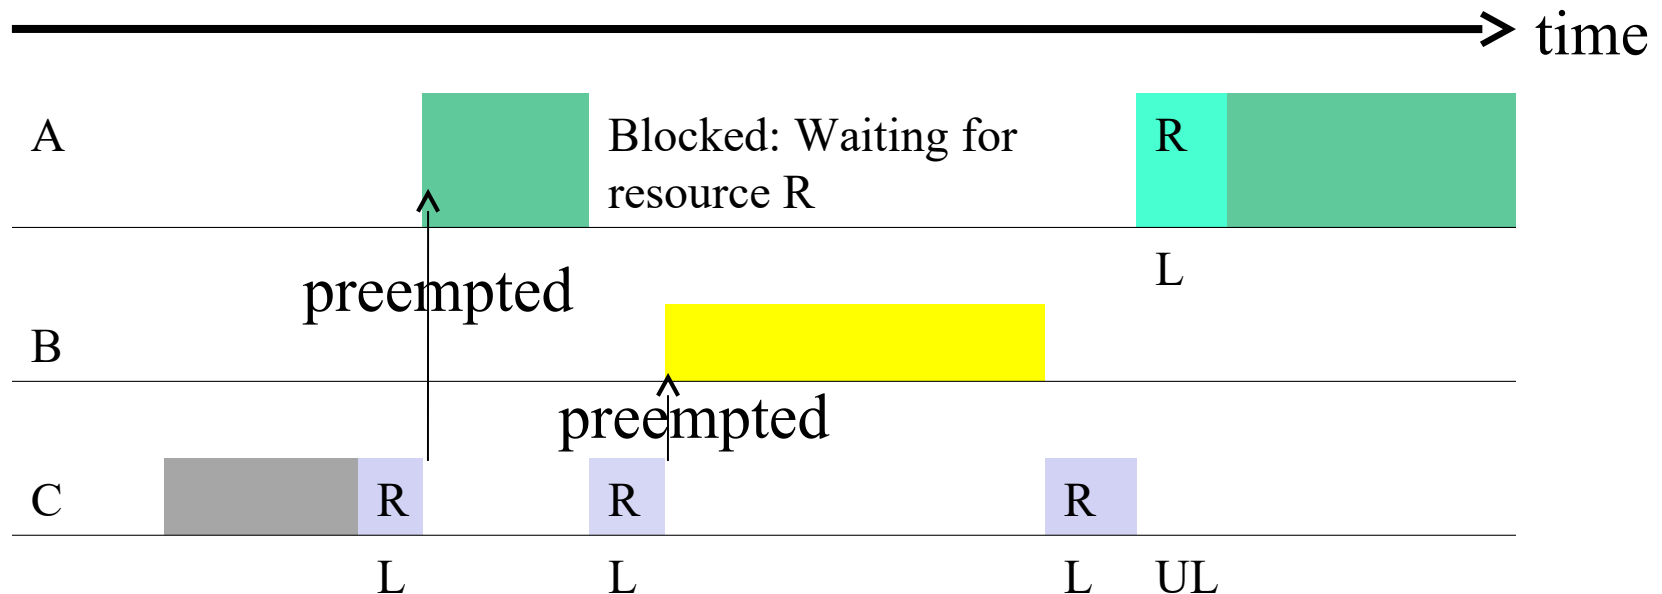 time
A
Blocked: Waiting for
resource R
R
L
preempted
B
preempted
C
R
R
R
L
L
L
UL